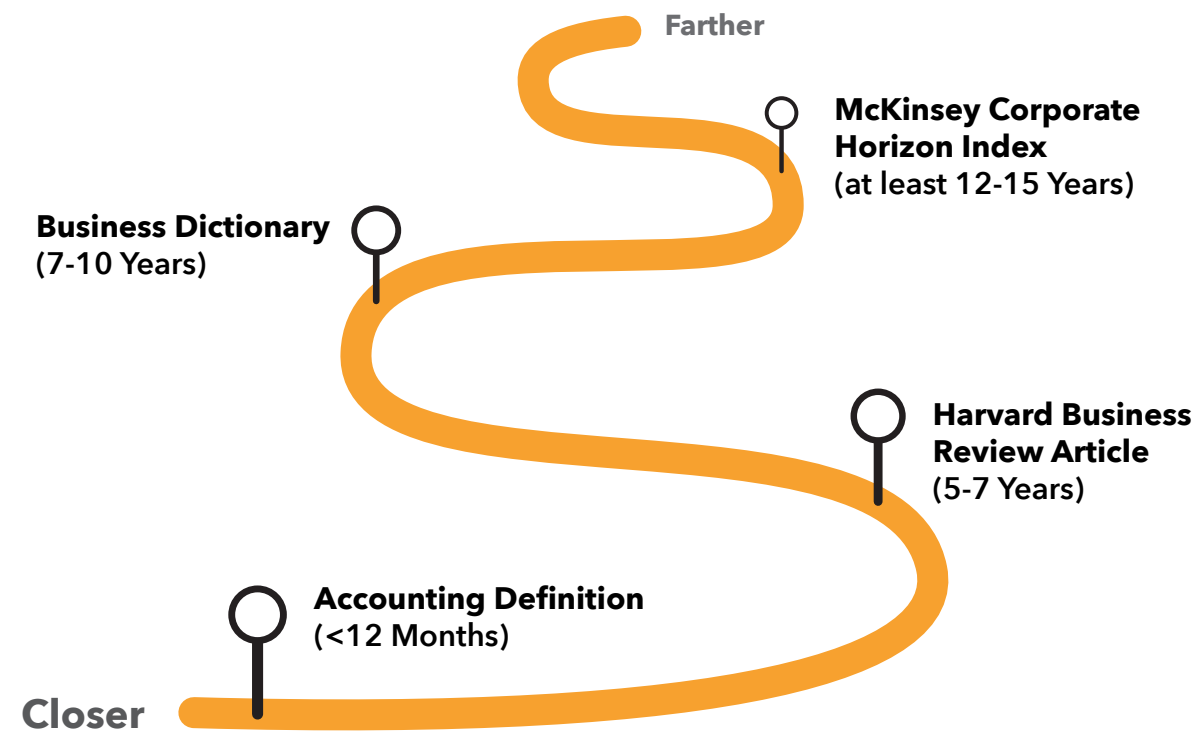 Farther
McKinsey Corporate
Horizon Index
(at least 12-15 Years)
Business Dictionary
(7-10 Years)
Harvard Business
Review Article
(5-7 Years)
Accounting Definition
(<12 Months)
Closer